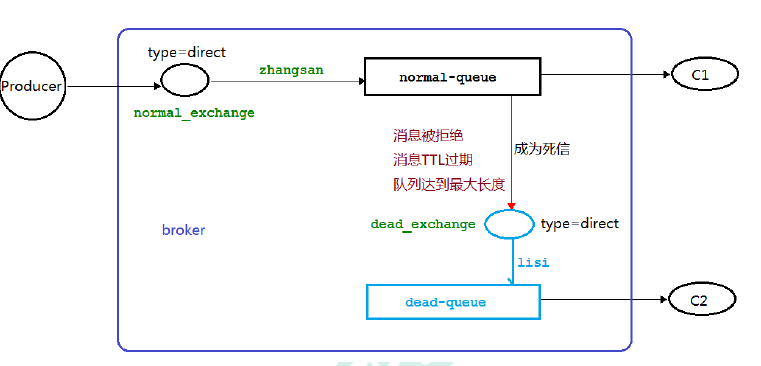 type=direct
zhangsan
normal-queue
C1
Producer
normal_exchange
消息被拒绝
消息TTL过期
成为死信
队列达到最大长度
dead_exchange
type=direct
broker
lisi
dead-queue
C2